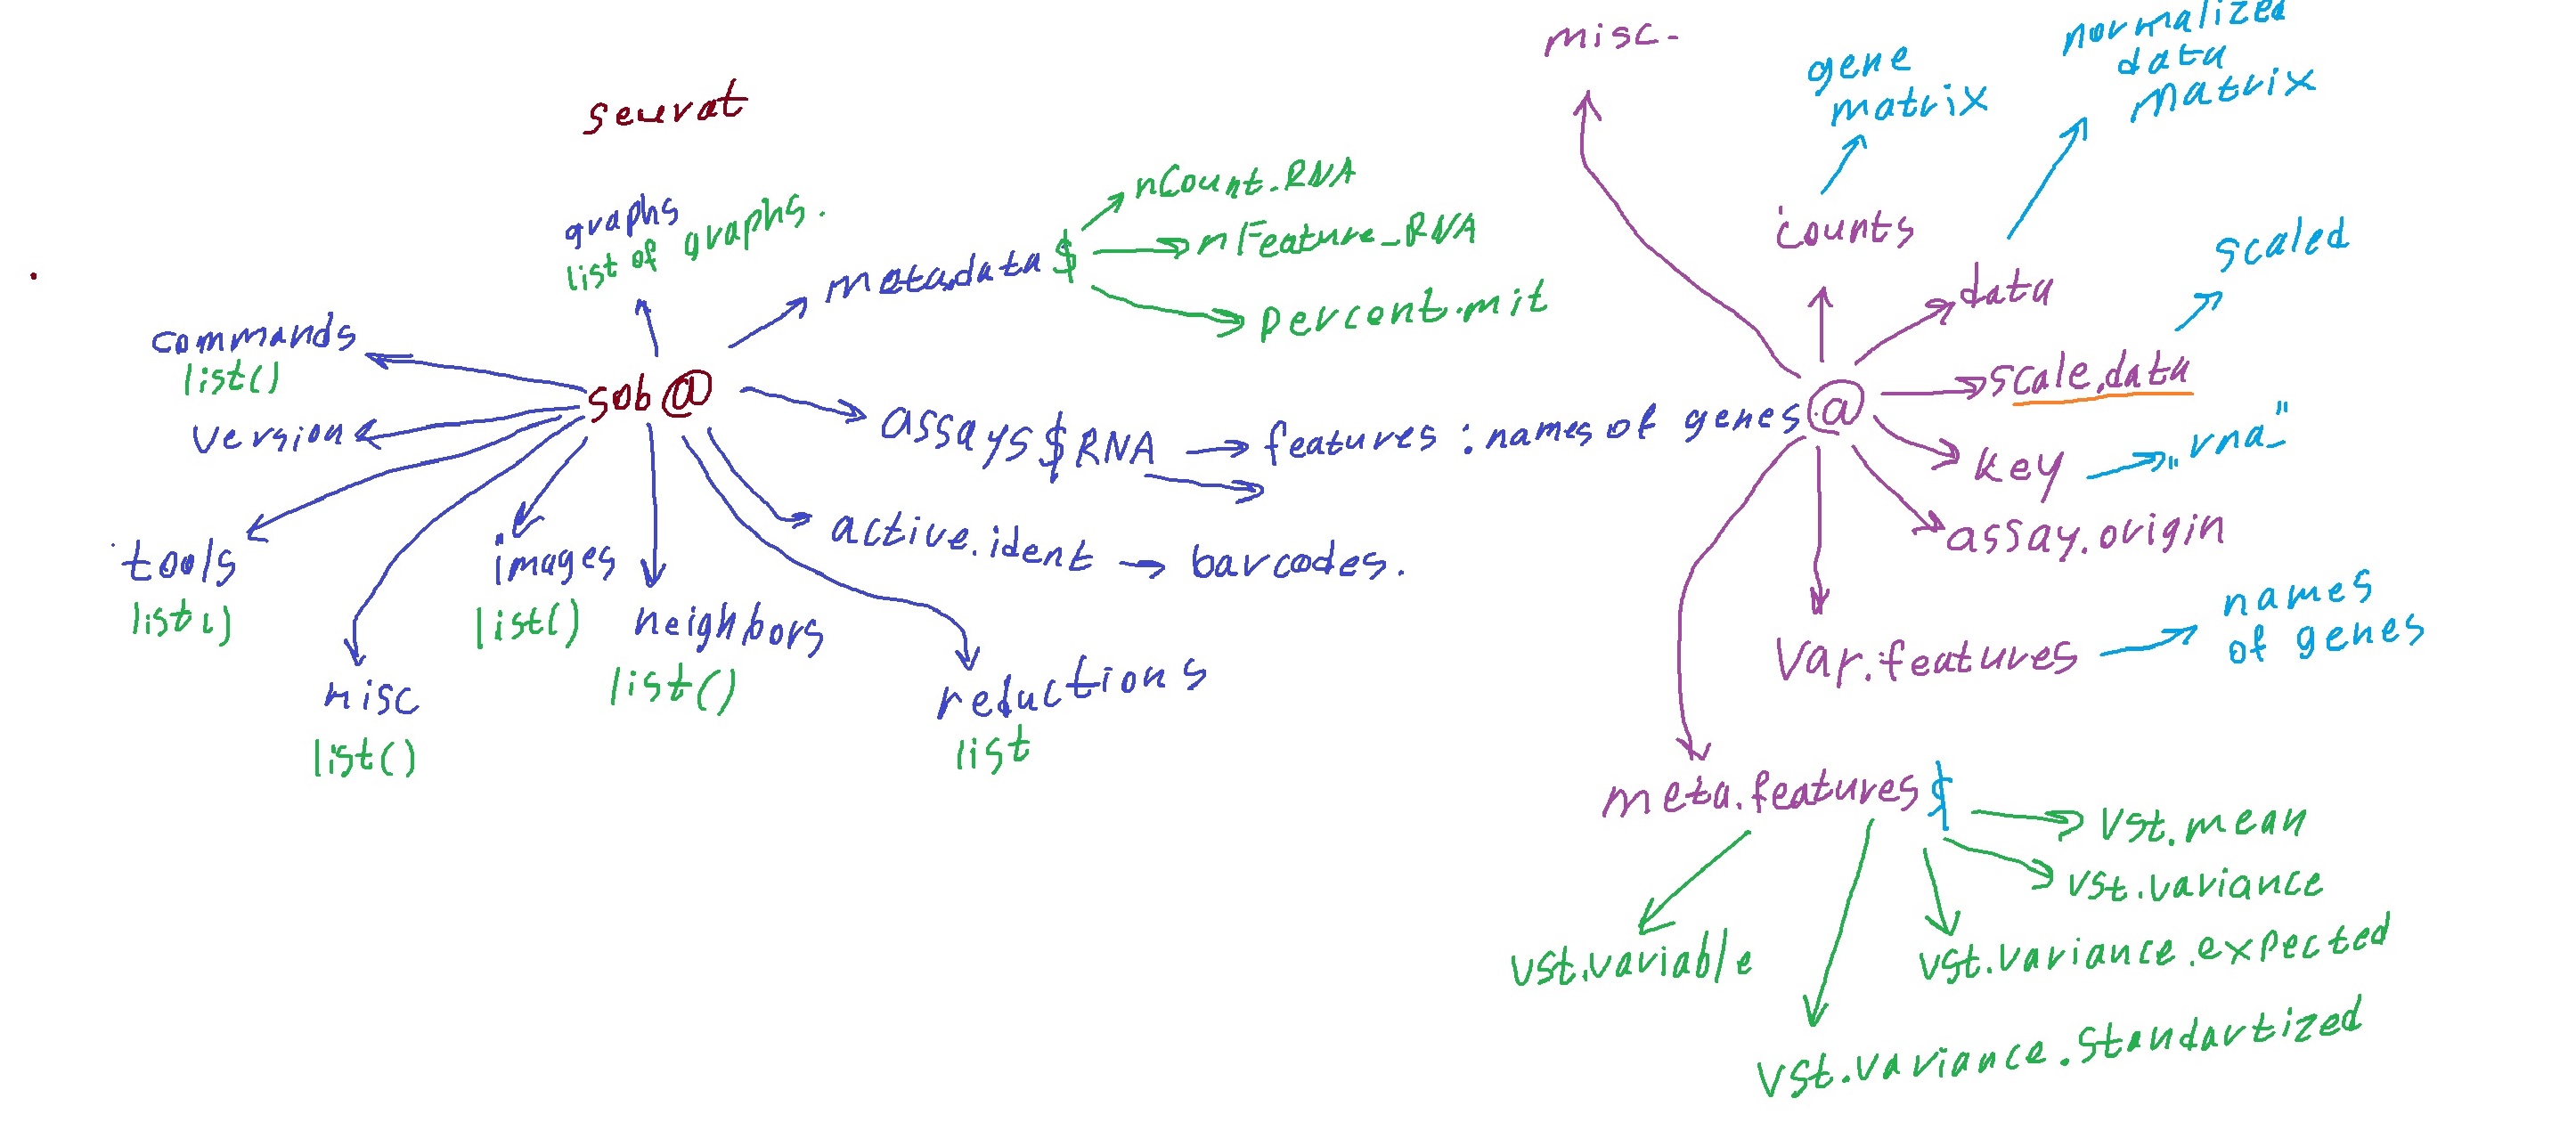 seurat
graphs
list of graphs.
meta.data $
nCount_RNA
nFeature_RNA
percent.mit
commands
list()
sob @
version
assays $ RNA
features : names of genes
@
tools
list()
images
list()
active.ident
barcodes.
neighbors
list()
misc
list()
reductions
list
misc.
gene
matrix
counts
normalized
data
matrix
data
scaled
scale.data
key
"rna_"
assay.origin
var.features
names
of genes
meta.features $
vst.mean
vst.variance
vst.variance.expected
vst.variable
vst.variance.standartized